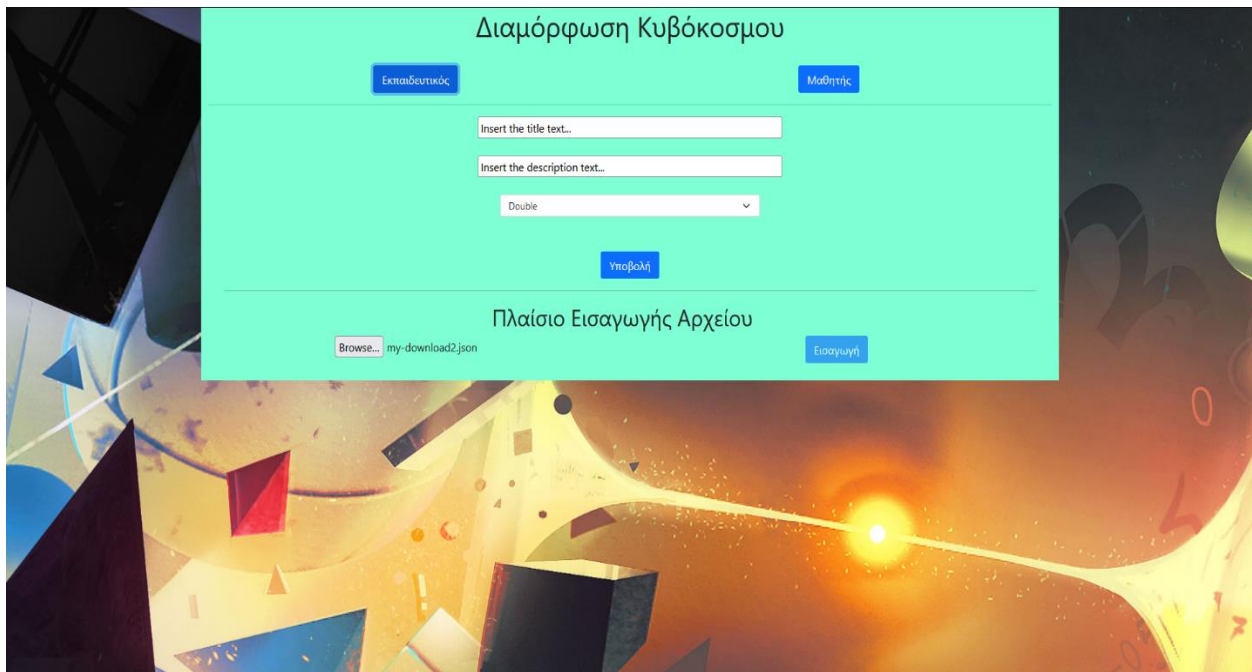 Διαμόρφωση Κυβόκοσμου
Εκπαιδευτικός
Μαθητής
Insert the title text...
Insert the description text...
Double
Υποβολή
Πλαίσιο Εισαγωγής Αρχείου
Browse... my-download2.json
Εισαγωγή